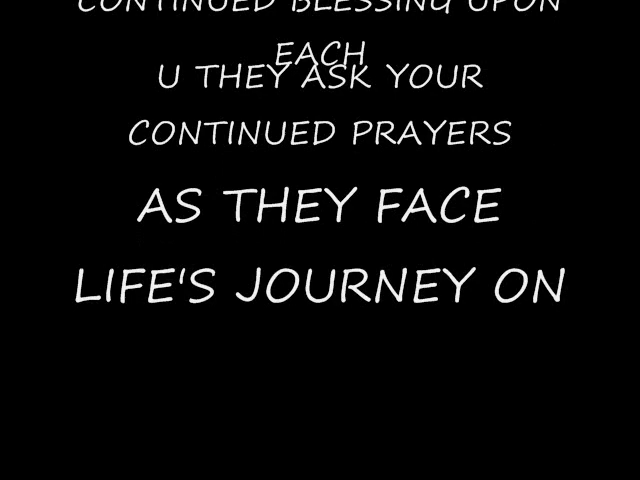 CONTINUED BLESSING UPON
EACH
U THEY ASK YOUR
CONTINUED PRAYERS
AS THEY FACE
LIFE'S JOURNEY ON